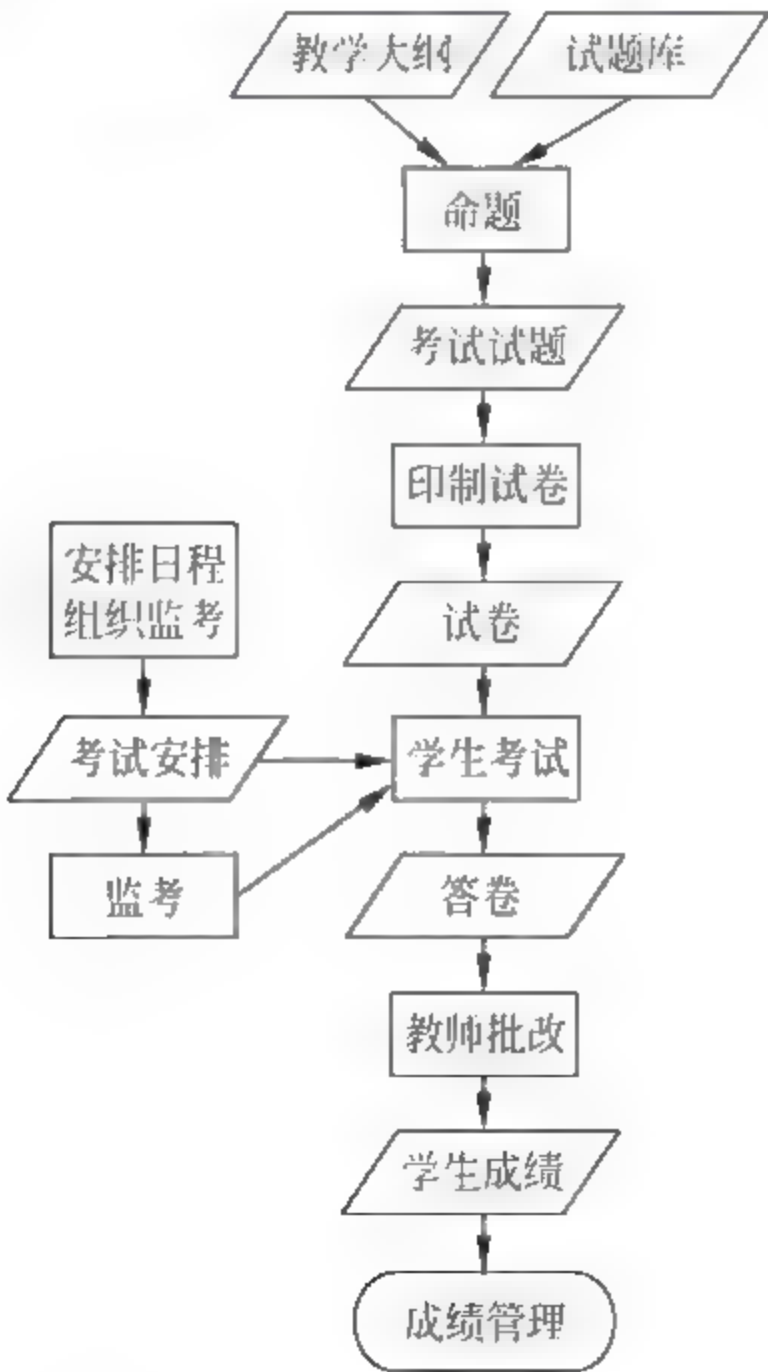 教学大纲
试题库
命题
考试试题
印制试卷
安排日程
组织监考
试卷
考试安排
学生考试
监考
答卷
教师批改
学生成绩
成绩管理